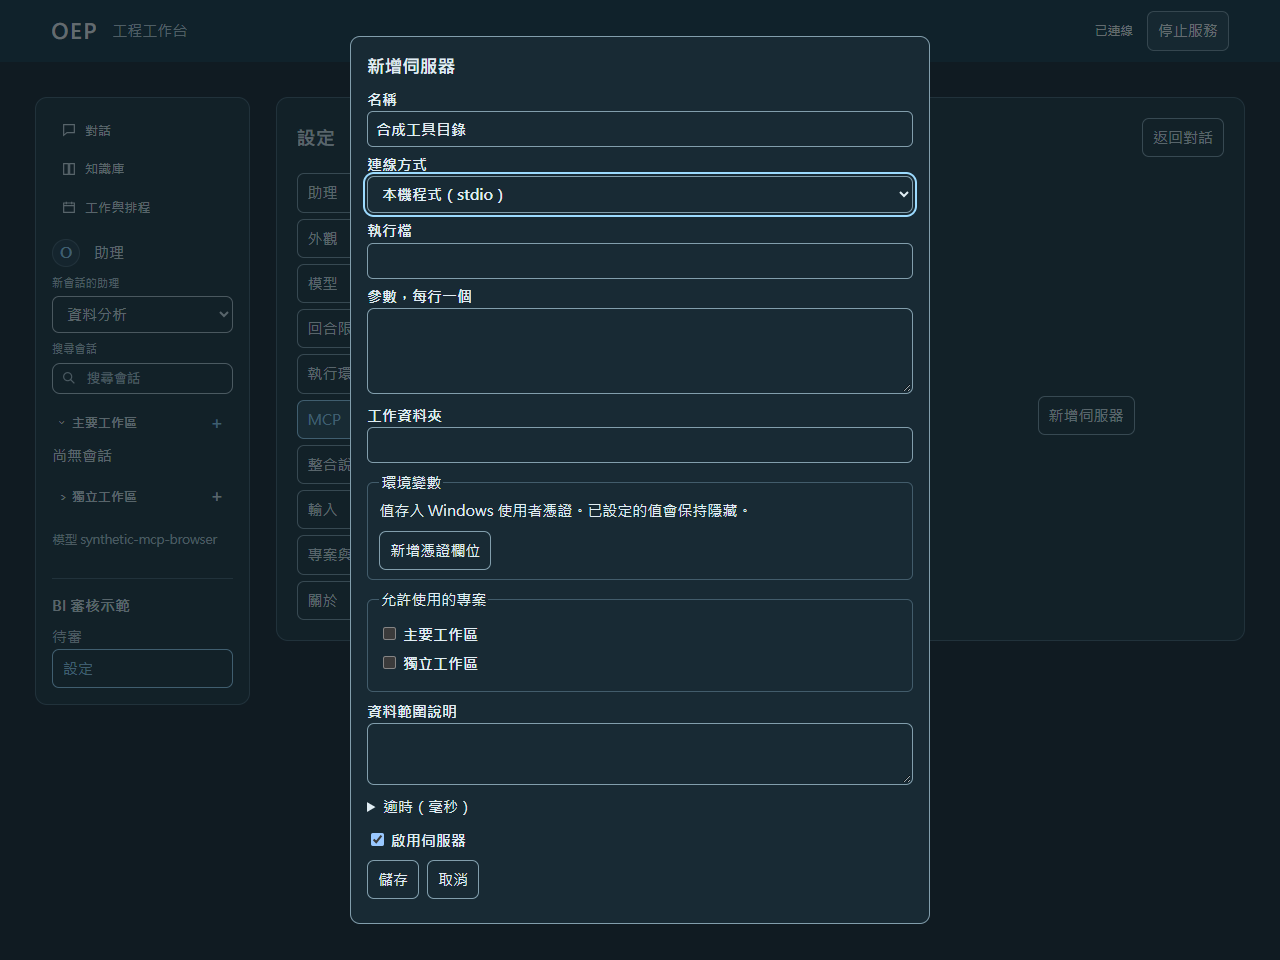 OEP 工程工作台
已連線
停止服務
對話
知識庫
工作與排程
O 助理
新會話的助理
資料分析
搜尋會話
搜尋會話
主要工作區 +
尚無會話
獨立工作區 +
模型 synthetic-mcp-browser
BI 審核示範
待審
設定
設定
返回對話
助理
外觀
模型
回合限
執行環
MCP
整合說
輸入
專案與
關於
新增伺服器
新增伺服器
名稱
合成工具目錄
連線方式
本機程式（stdio）
執行檔
參數，每行一個
工作資料夾
環境變數
值存入 Windows 使用者憑證。已設定的值會保持隱藏。
新增憑證欄位
允許使用的專案
主要工作區
獨立工作區
資料範圍說明
逾時（毫秒）
啟用伺服器
儲存
取消